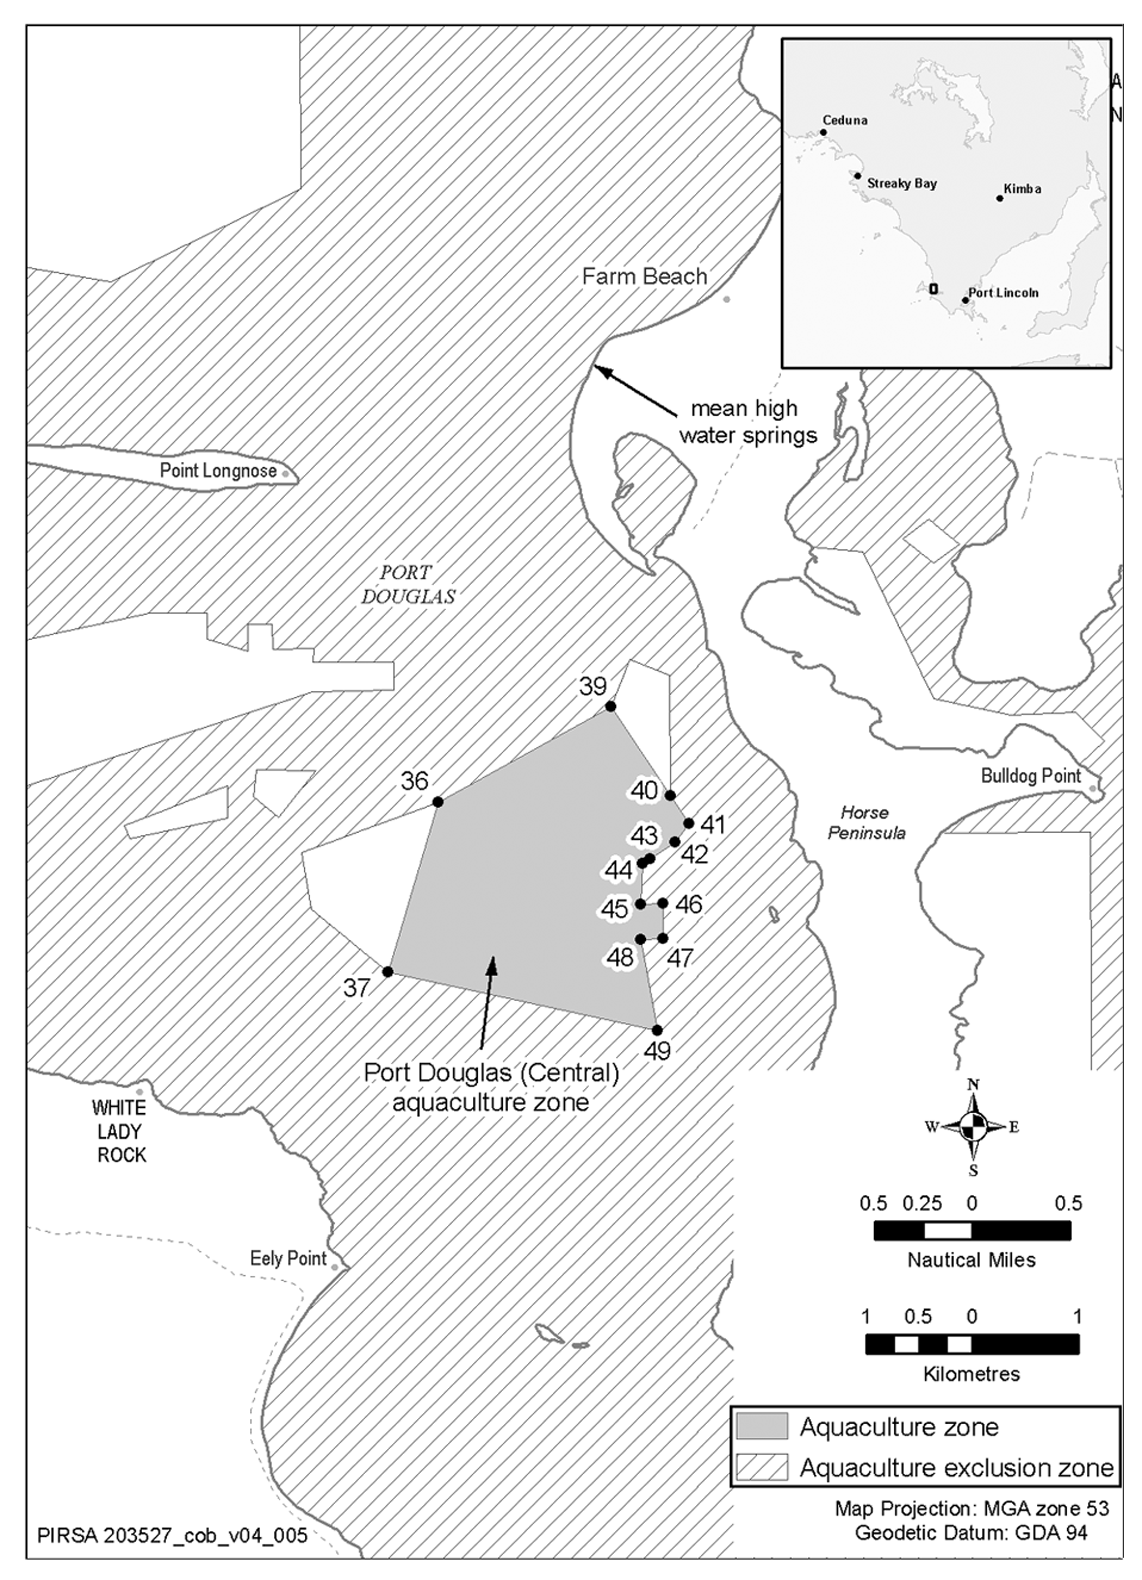 A
N
Ceduna
Streaky Bay
Kimba
Port Lincoln
Farm Beach
mean high
water springs
Point Longnose
PORT
DOUGLAS
39
36
40
41
43
42
44
45
46
48
47
37
49
Bulldog Point
Horse
Peninsula
Port Douglas (Central)
aquaculture zone
WHITE
LADY
ROCK
Eely Point
N
W E
S
0.5 0.25 0 0.5
Nautical Miles
1 0.5 0 1
Kilometres
Aquaculture zone
Aquaculture exclusion zone
Map Projection: MGA zone 53
Geodetic Datum: GDA 94
PIRSA 203527_cob_v04_005